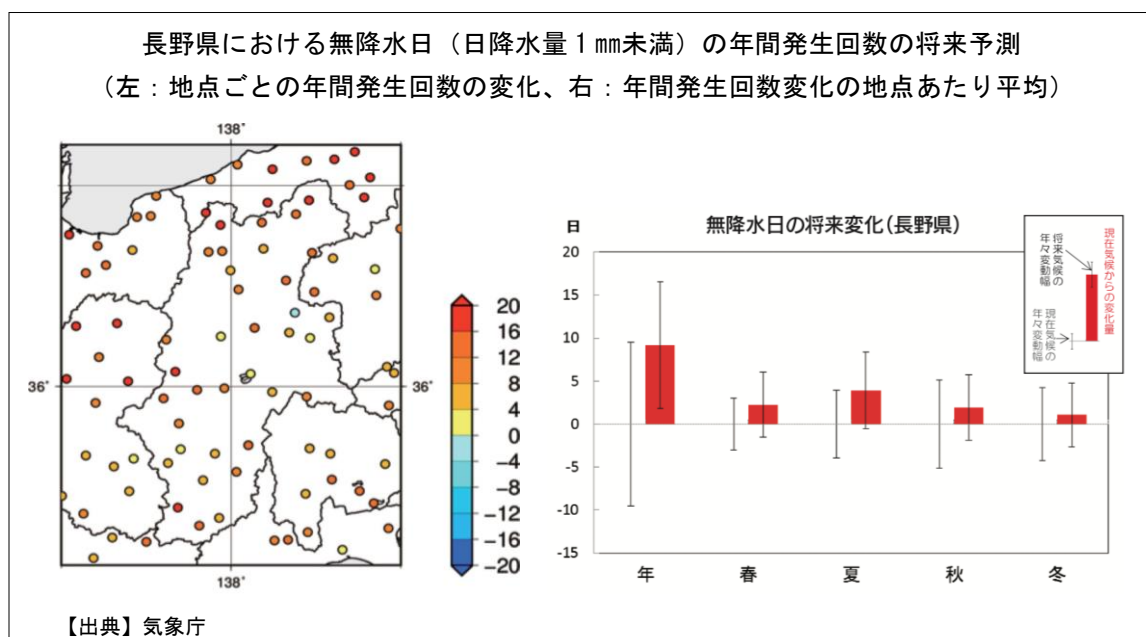 長野県における無降水日（日降水量１㎜未満）の年間発生回数の将来予測
（左：地点ごとの年間発生回数の変化、右：年間発生回数変化の地点あたり平均）
138°
36°
36°
138°
20
16
12
8
4
0
-4
-8
-12
-16
-20
日
無降水日の将来変化(長野県)
20
15
10
5
0
-5
-10
-15
年
春
夏
秋
冬
現在気候からの変化量
将来気候の
年々変動幅
現在気候の
年々変動幅
【出典】気象庁